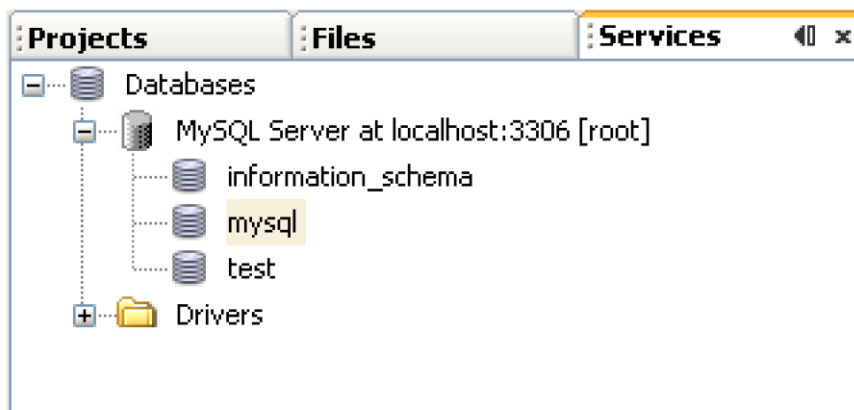 Projects Files Services
Databases
MySQL Server at localhost:3306 [root]
information_schema
mysql
test
Drivers